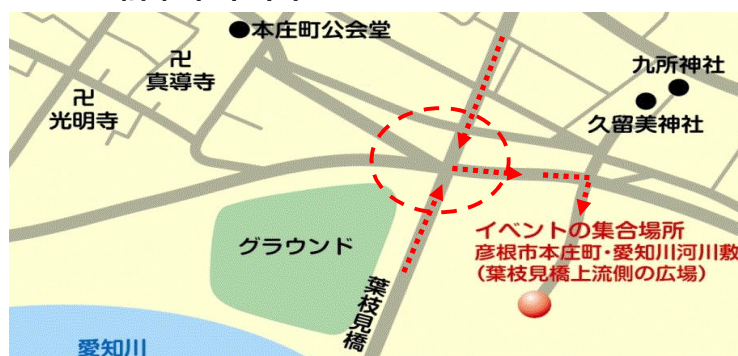 本庄町公会堂
卍
真導寺
卍
光明寺
九所神社
久留美神社
グラウンド
葉枝見橋
イベントの集合場所
彦根市本庄町・愛知川河川敷
(葉枝見橋上流側の広場)
愛知川